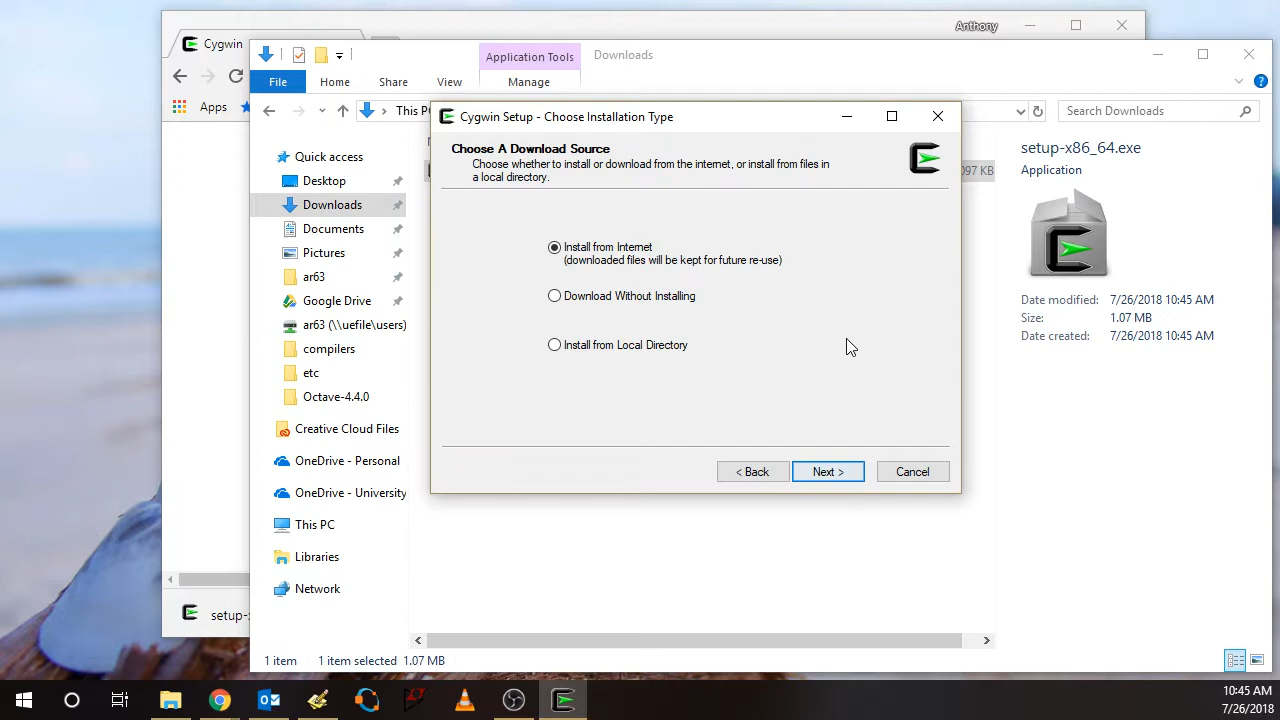 Anthony
Cygwin
Application Tools
Downloads
File
Home
Share
View
Manage
Apps
This P
Search Downloads
Cygwin Setup - Choose Installation Type
Choose A Download Source
Choose whether to install or download from the internet, or install from files in
a local directory.
Install from Internet
(downloaded files will be kept for future re-use)
Download Without Installing
Install from Local Directory
< Back
Next >
Cancel
Quick access
Desktop
Downloads
Documents
Pictures
ar63
Google Drive
ar63 (\\uefile\users)
compilers
etc
Octave-4.4.0
Creative Cloud Files
OneDrive - Personal
OneDrive - University
This PC
Libraries
Network
097 KB
setup-x86_64.exe
Application
Date modified: 7/26/2018 10:45 AM
Size: 1.07 MB
Date created: 7/26/2018 10:45 AM
setup-
1 item
1 item selected 1.07 MB
10:45 AM
7/26/2018